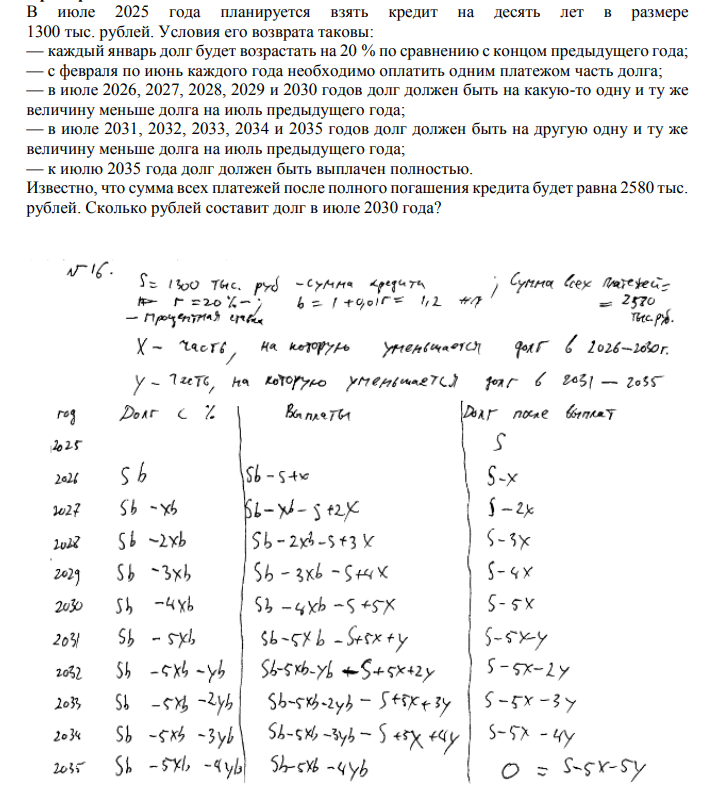 В июле 2025 года планируется взять кредит на десять лет в размере
1300 тыс. рублей. Условия его возврата таковы:
— каждый январь долг будет возрастать на 20 % по сравнению с концом предыдущего года;
— с февраля по июнь каждого года необходимо оплатить одним платежом часть долга;
— в июле 2026, 2027, 2028, 2029 и 2030 годов долг должен быть на какую-то одну и ту же
величину меньше долга на июль предыдущего года;
— в июле 2031, 2032, 2033, 2034 и 2035 годов долг должен быть на другую одну и ту же
величину меньше долга на июль предыдущего года;
— к июлю 2035 года долг должен быть выплачен полностью.
Известно, что сумма всех платежей после полного погашения кредита будет равна 2580 тыс.
рублей. Сколько рублей составит долг в июле 2030 года?
№16.
S = 1300 тыс. руб - сумма кредита ; Сумма всех платежей =
r = 20% - ; b = 1 + 0,01r = 1,2 = 2580
- процентная ставка тыс руб.
X - часть, на которую уменьшается долг в 2026-2030 г.
У - часть, на которую уменьшается долг в 2031 - 2035
год Долг с % Выплаты Долг после выплат
2025 S
2026 Sb Sb - S + x S - x
2027 Sb - xb Sb - xb - S + 2x S - 2x
2028 Sb - 2xb Sb - 2xb - S + 3x S - 3x
2029 Sb - 3xb Sb - 3xb - S + 4x S - 4x
2030 Sb - 4xb Sb - 4xb - S + 5x S - 5x
2031 Sb - 5xb Sb - 5xb - S + 5x + y S - 5x - y
2032 Sb - 5xb - yb Sb - 5xb - yb - S + 5x + 2y S - 5x - 2y
2033 Sb - 5xb - 2yb Sb - 5xb - 2yb - S + 5x + 3y S - 5x - 3y
2034 Sb - 5xb - 3yb Sb - 5xb - 3yb - S + 5x + 4y S - 5x - 4y
2035 Sb - 5xb - 4yb Sb - 5xb - 4yb 0 = S - 5x - 5y